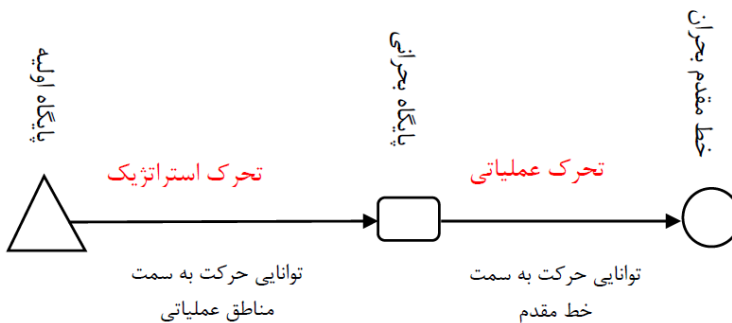 پایگاه اولیه
پایگاه بحرانی
خط مقدم بحران
تحرک استراتژیک
تحرک عملیاتی
توانایی حرکت به سمت
مناطق عملیاتی
توانایی حرکت به سمت
خط مقدم